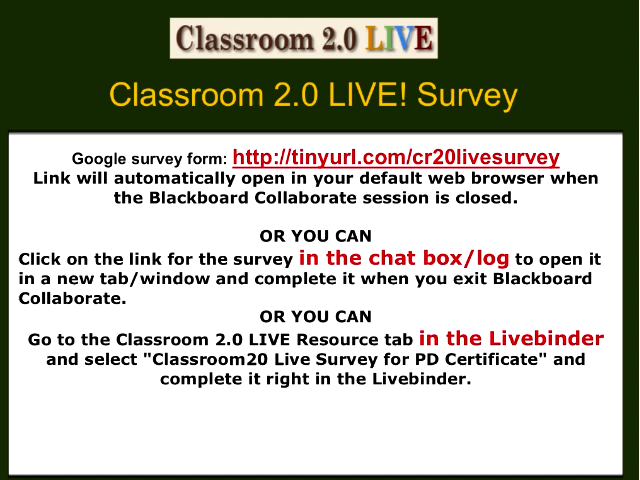 Classroom 2.0 LIVE
Classroom 2.0 LIVE! Survey
Google survey form: http://tinyurl.com/cr20livesurvey
Link will automatically open in your default web browser when
the Blackboard Collaborate session is closed.
OR YOU CAN
Click on the link for the survey in the chat box/log to open it
in a new tab/window and complete it when you exit Blackboard
Collaborate.
OR YOU CAN
Go to the Classroom 2.0 LIVE Resource tab in the Livebinder
and select "Classroom20 Live Survey for PD Certificate" and
complete it right in the Livebinder.